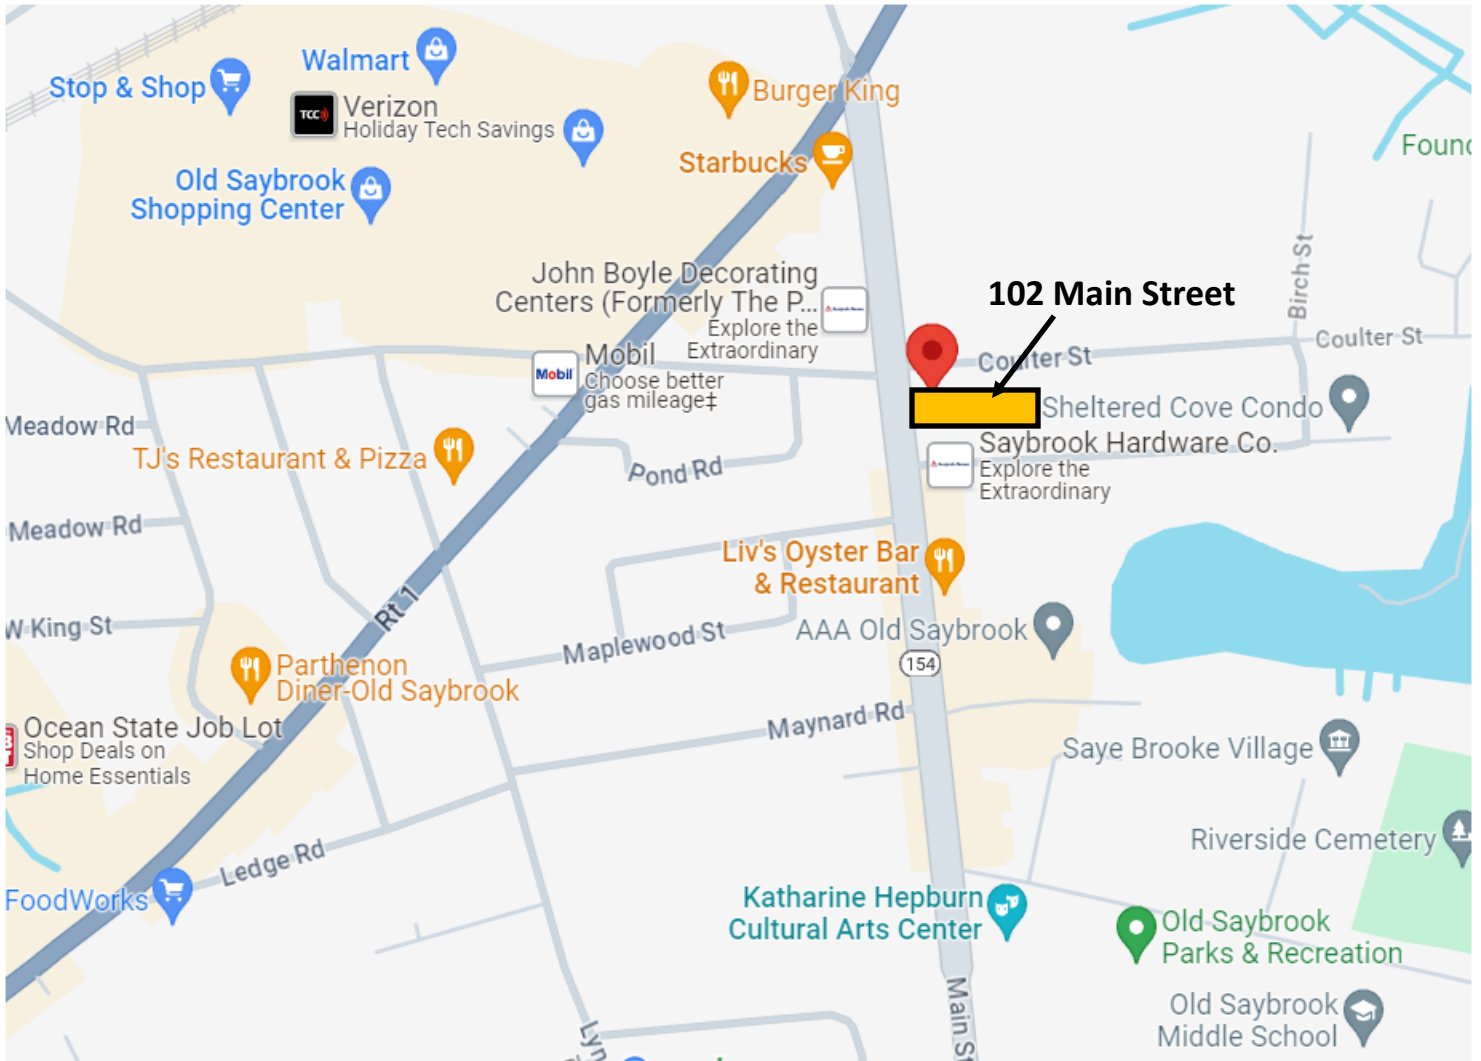 Walmart
Stop & Shop
TCC
Verizon
Holiday Tech Savings
Burger King
Starbucks
Found
Old Saybrook
Shopping Center
Birch St
John Boyle Decorating
Centers (Formerly The P...
Explore the
Extraordinary
102 Main Street
Coulter St
Coulter St
Mobil
Mobil
Choose better
gas mileage‡
Meadow Rd
Sheltered Cove Condo
TJ's Restaurant & Pizza
Pond Rd
Saybrook Hardware Co.
Explore the
Extraordinary
Meadow Rd
Liv's Oyster Bar
& Restaurant
Rt 1
W King St
Maplewood St
AAA Old Saybrook
154
Parthenon
Diner-Old Saybrook
Ocean State Job Lot
Shop Deals on
Home Essentials
Maynard Rd
Saye Brooke Village
Riverside Cemetery
Ledge Rd
FoodWorks
Katharine Hepburn
Cultural Arts Center
Old Saybrook
Parks & Recreation
Main St
Old Saybrook
Middle School
Lyn